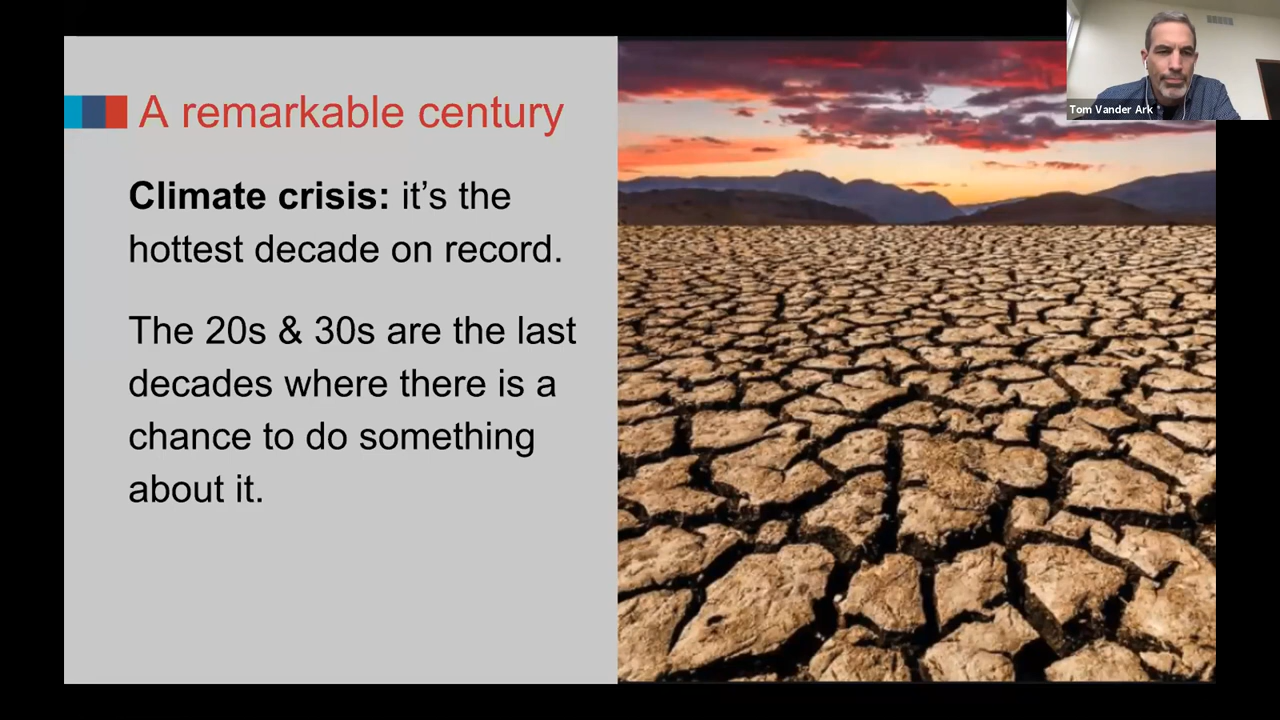 A remarkable century
Climate crisis: it’s the
hottest decade on record.
The 20s & 30s are the last
decades where there is a
chance to do something
about it.
Tom Vander Ark